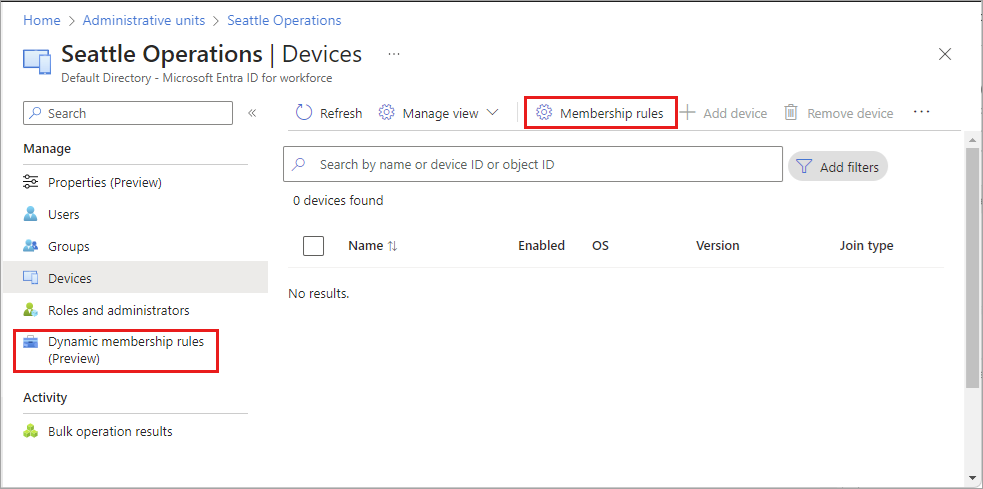 Home > Administrative units > Seattle Operations
Seattle Operations | Devices ...
Default Directory - Microsoft Entra ID for workforce
Search «
Refresh Manage view Membership rules Add device Remove device ...
Manage
Properties (Preview)
Users
Groups
Devices
Roles and administrators
Dynamic membership rules
(Preview)
Activity
Bulk operation results
Search by name or device ID or object ID
Add filters
0 devices found
Name ↑↓ Enabled OS Version Join type
No results.